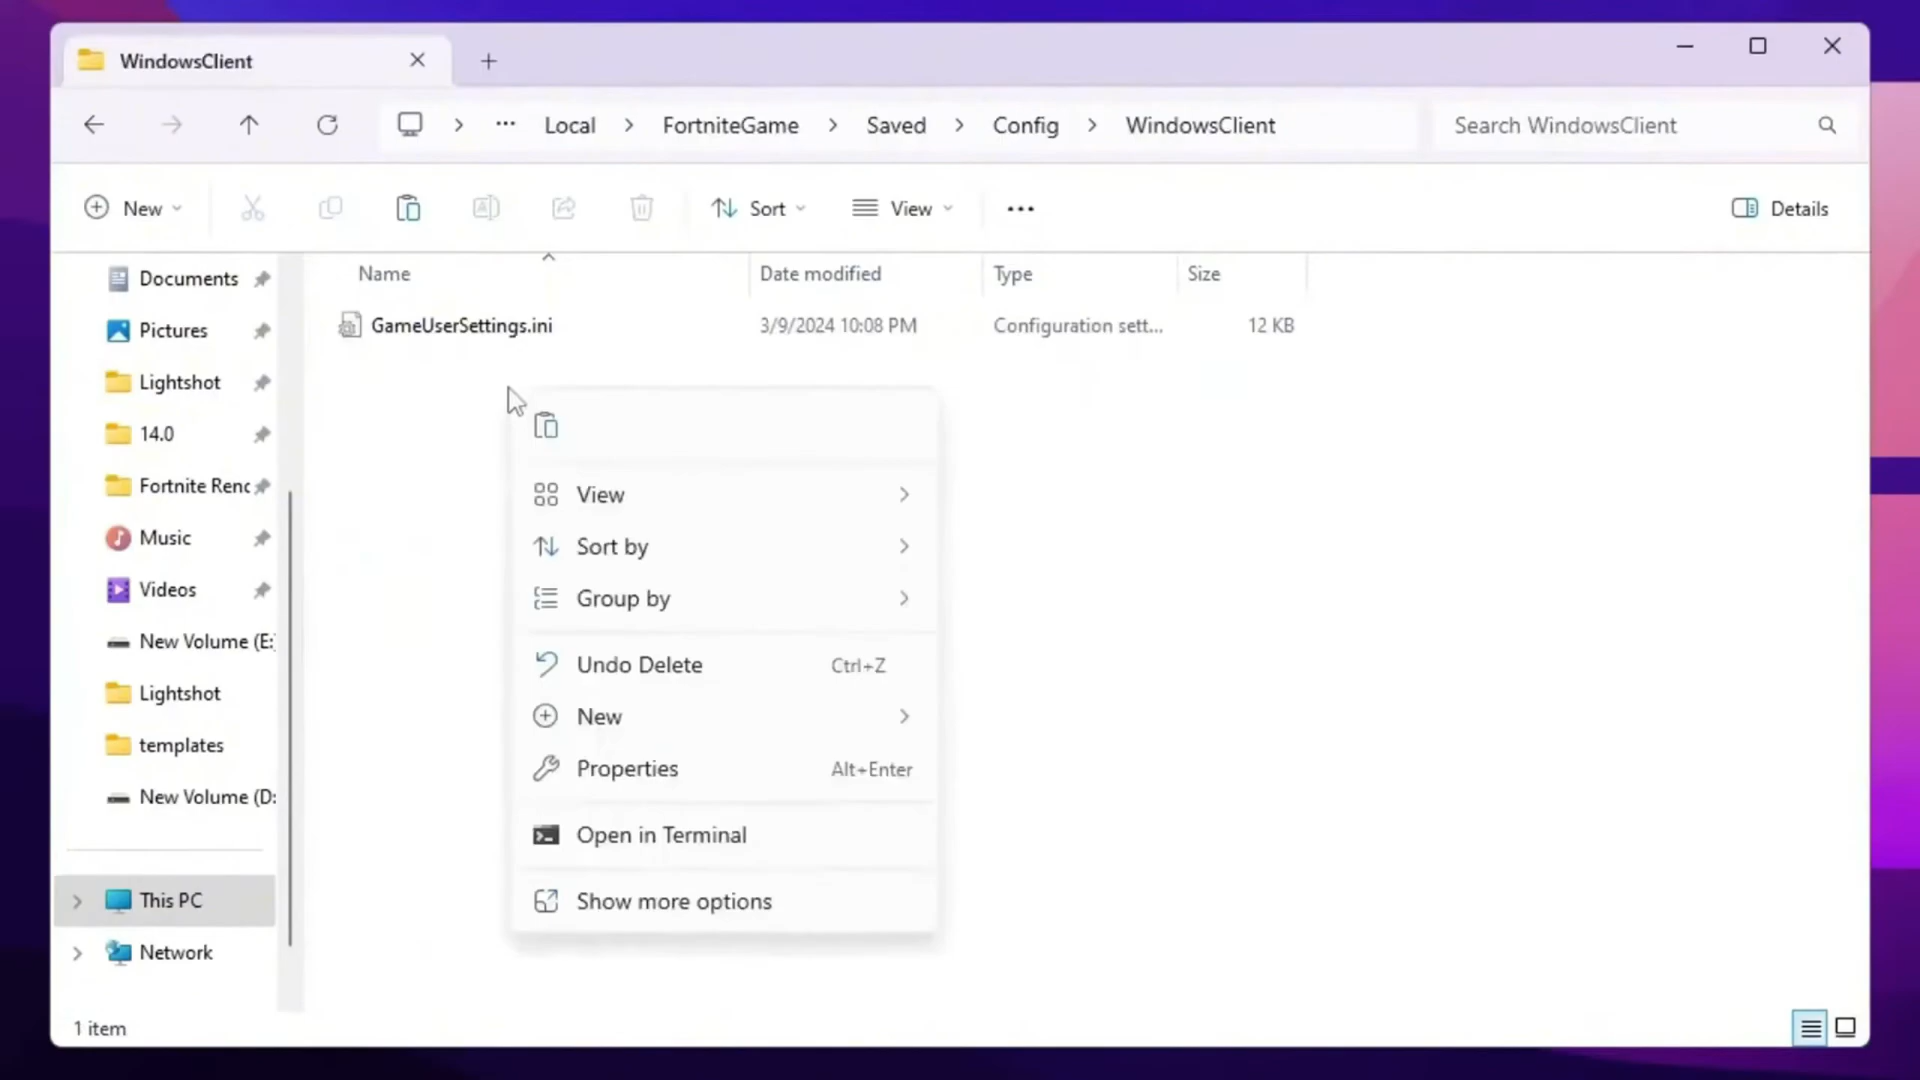 WindowsClient
Local
FortniteGame
Saved
Config
WindowsClient
Search WindowsClient
New
Sort
View
Details
Name
Date modified
Type
Size
GameUserSettings.ini
3/9/2024 10:08 PM
Configuration sett...
12 KB
Documents
Pictures
Lightshot
14.0
Fortnite Renc
Music
Videos
New Volume (E:
Lightshot
templates
New Volume (D:
This PC
Network
View
Sort by
Group by
Undo Delete Ctrl+Z
New
Properties Alt+Enter
Open in Terminal
Show more options
1 item